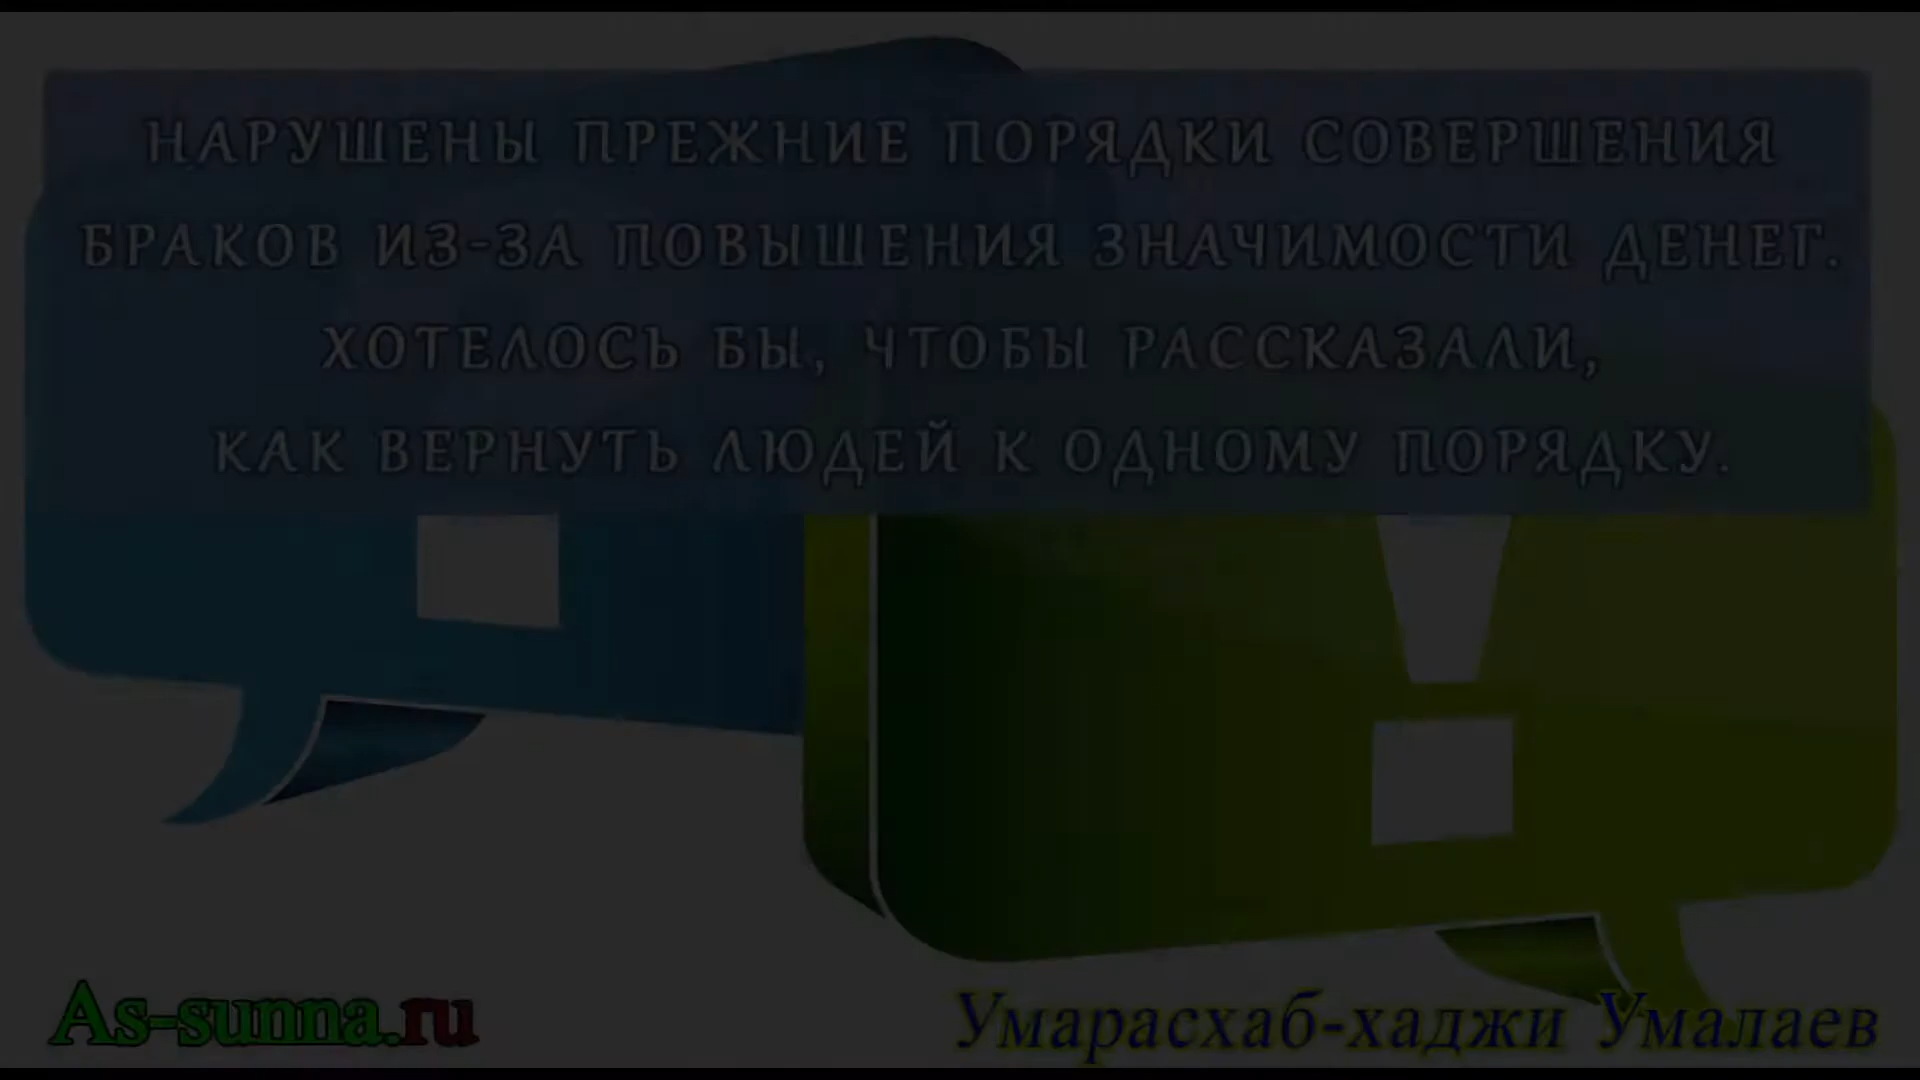 НАРУШЕНЫ ПРЕЖНИЕ ПОРЯДКИ СОВЕРШЕНИЯ
БРАКОВ ИЗ-ЗА ПОВЫШЕНИЯ ЗНАЧИМОСТИ ДЕНЕГ.
ХОТЕЛОСЬ БЫ, ЧТОБЫ РАССКАЗАЛИ,
КАК ВЕРНУТЬ ЛЮДЕЙ К ОДНОМУ ПОРЯДКУ.
As-sunna.ru
Умарасхаб-хаджи Умалаев